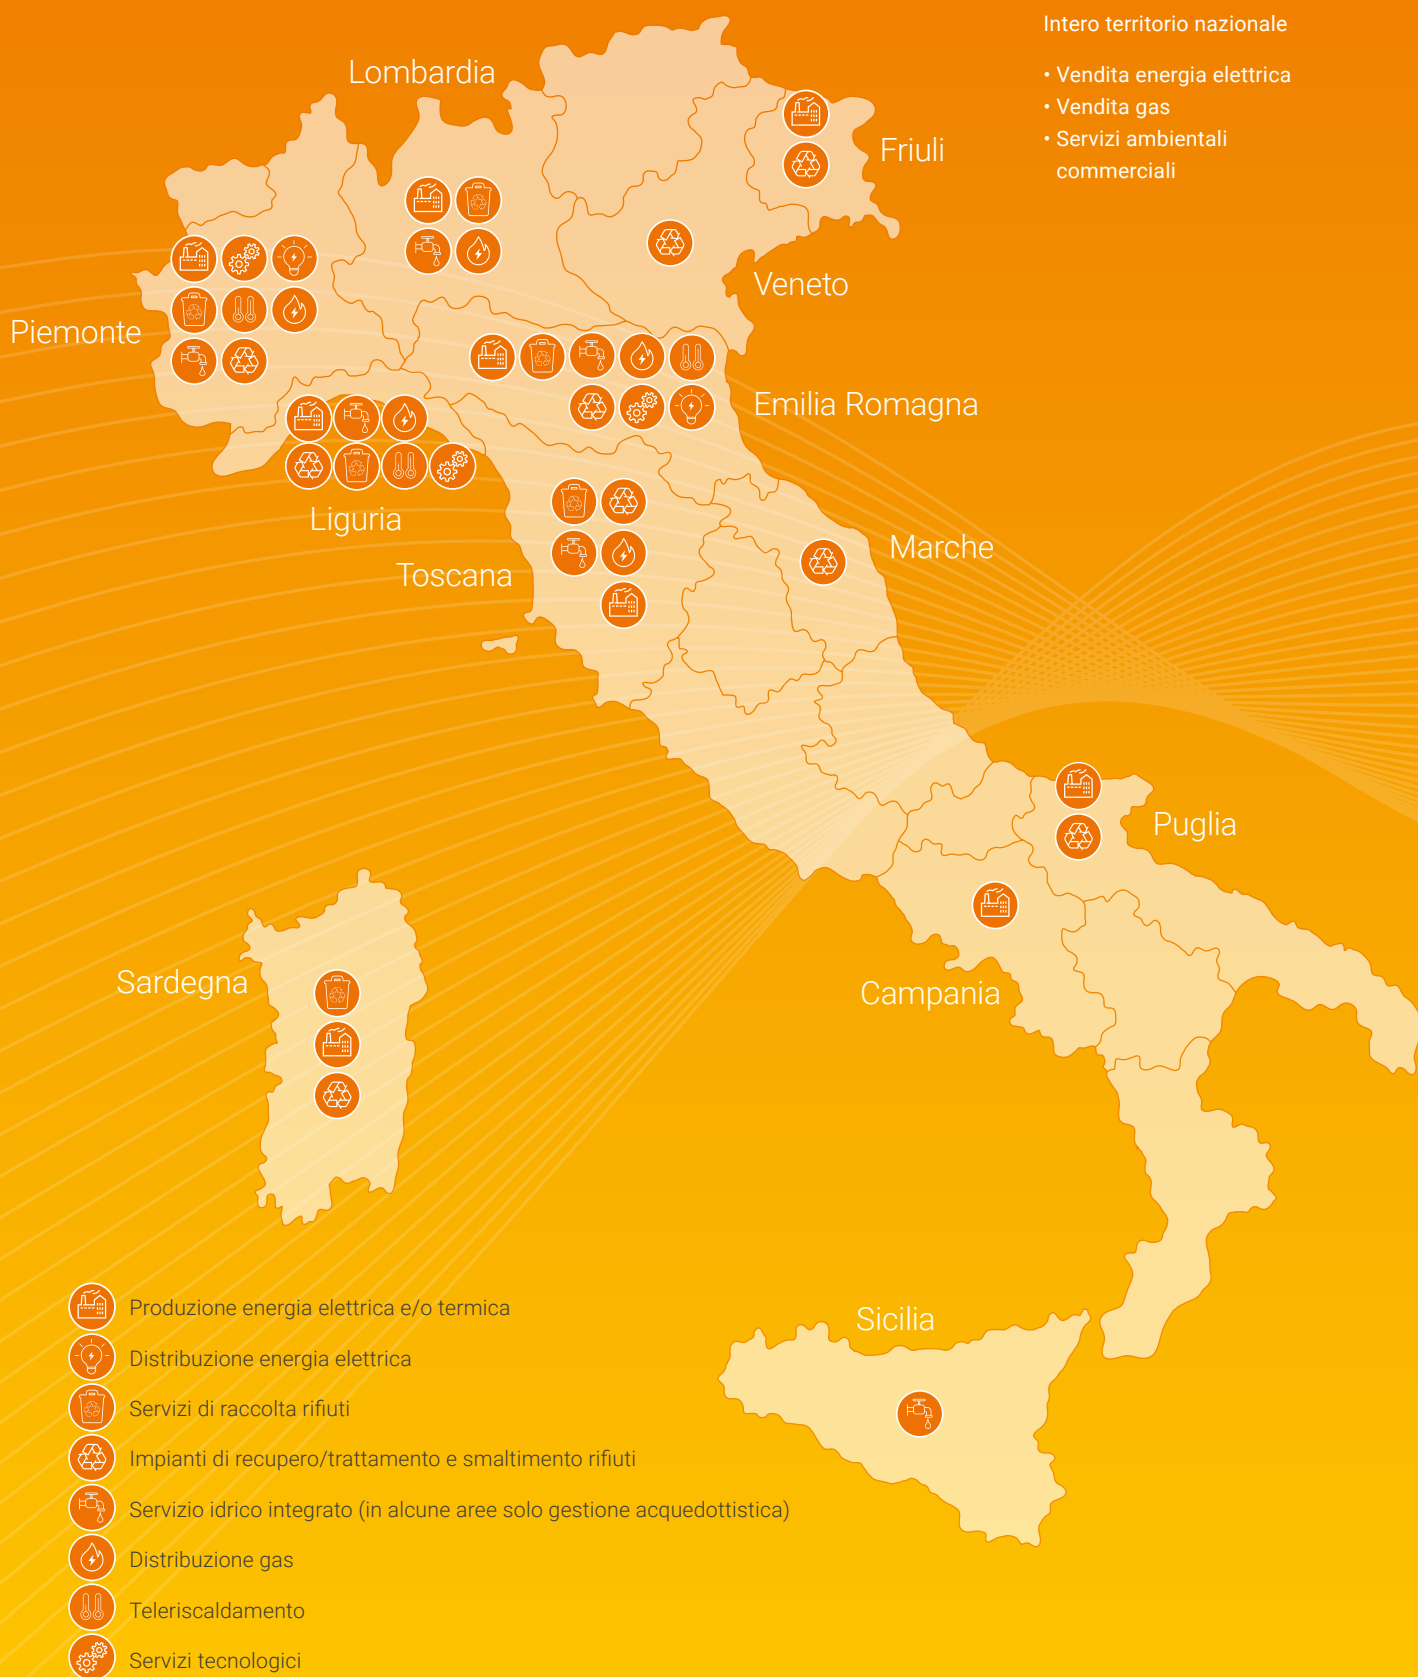 Intero territorio nazionale
• Vendita energia elettrica
• Vendita gas
• Servizi ambientali
commerciali
Lombardia
Friuli
Veneto
Piemonte
Emilia Romagna
Liguria
Toscana
Marche
Puglia
Campania
Sardegna
Sicilia
Produzione energia elettrica e/o termica
Distribuzione energia elettrica
Servizi di raccolta rifiuti
Impianti di recupero/trattamento e smaltimento rifiuti
Servizio idrico integrato (in alcune aree solo gestione acquedottistica)
Distribuzione gas
Teleriscaldamento
Servizi tecnologici